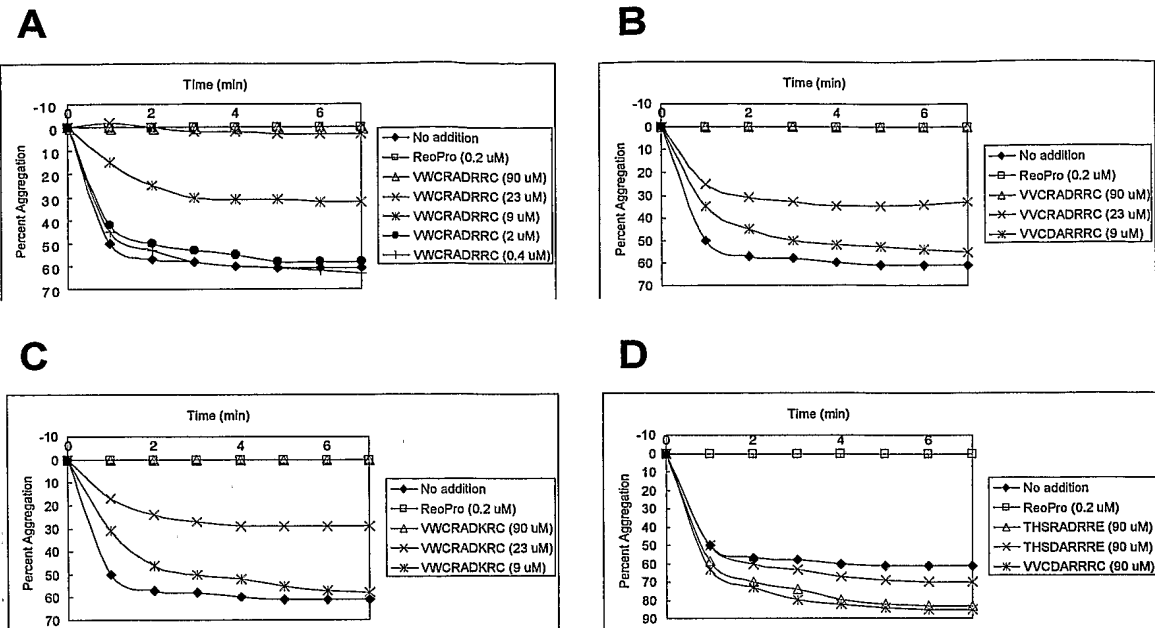 A
Time (min)
-10
0
10
20
30
40
50
60
70
0
2
4
6
Percent Aggregation
No addition
ReoPro (0.2 uM)
VWCRADRRC (90 uM)
VWCRADRRC (23 uM)
VWCRADRRC (9 uM)
VWCRADRRC (2 uM)
VWCRADRRC (0.4 uM)
B
Time (min)
-10
0
10
20
30
40
50
60
70
0
2
4
6
Percent Aggregation
No addition
ReoPro (0.2 uM)
VVCRADRRC (90 uM)
VVCRADRRC (23 uM)
VVCDARRRC (9 uM)
C
Time (min)
-10
0
10
20
30
40
50
60
70
0
2
4
6
Percent Aggregation
No addition
ReoPro (0.2 uM)
VWCRADKRC (90 uM)
VWCRADKRC (23 uM)
VWCRADKRC (9 uM)
D
Time (min)
-10
0
10
20
30
40
50
60
70
80
90
0
2
4
6
Percent Aggregation
No addition
ReoPro (0.2 uM)
THSRADRRE (90 uM)
THSDARRRE (90 uM)
VVCDARRRC (90 uM)